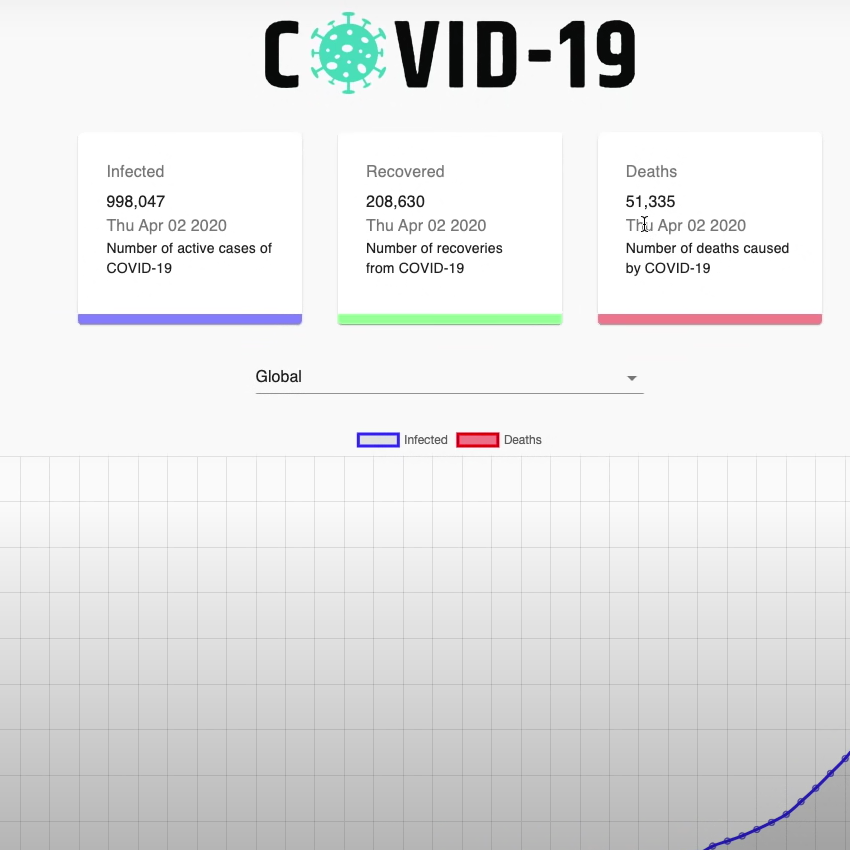 COVID-19
Infected
998,047
Thu Apr 02 2020
Number of active cases of
COVID-19
Recovered
208,630
Thu Apr 02 2020
Number of recoveries
from COVID-19
Deaths
51,335
Thu Apr 02 2020
Number of deaths caused
by COVID-19
Global
Infected Deaths